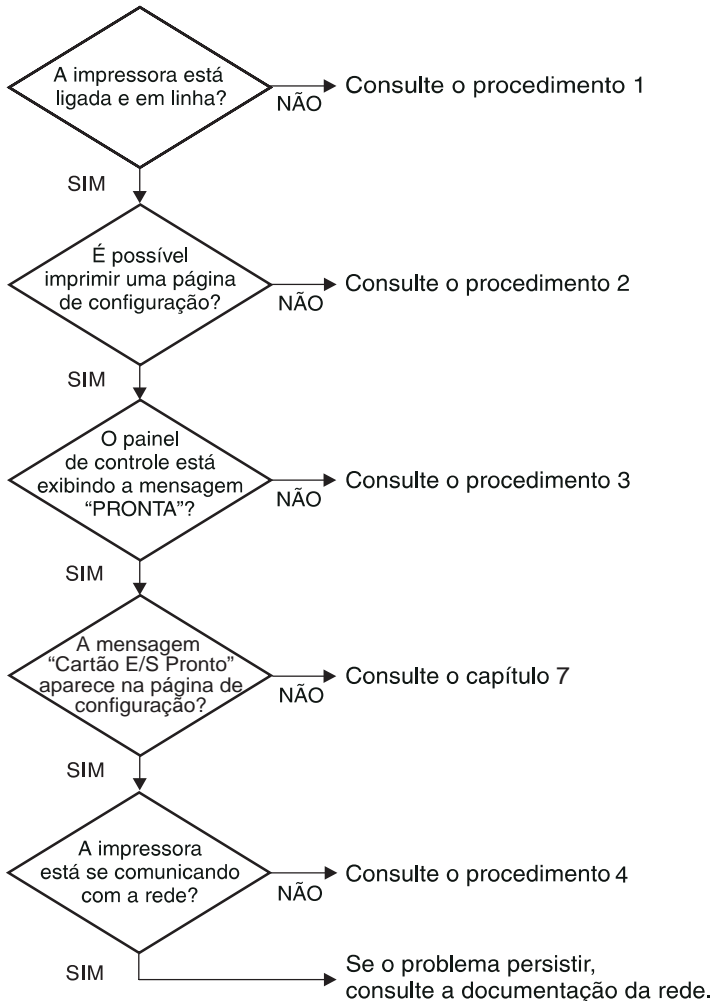 A impressora está
ligada e em linha?
NÃO
Consulte o procedimento 1
SIM
É possível
imprimir uma página
de configuração?
NÃO
Consulte o procedimento 2
SIM
O painel
de controle está
exibindo a mensagem
“PRONTA”?
NÃO
Consulte o procedimento 3
SIM
A mensagem
“Cartão E/S Pronto”
aparece na página de
configuração?
NÃO
Consulte o capítulo 7
SIM
A impressora
está se comunicando
com a rede?
NÃO
Consulte o procedimento 4
SIM
Se o problema persistir,
consulte a documentação da rede.